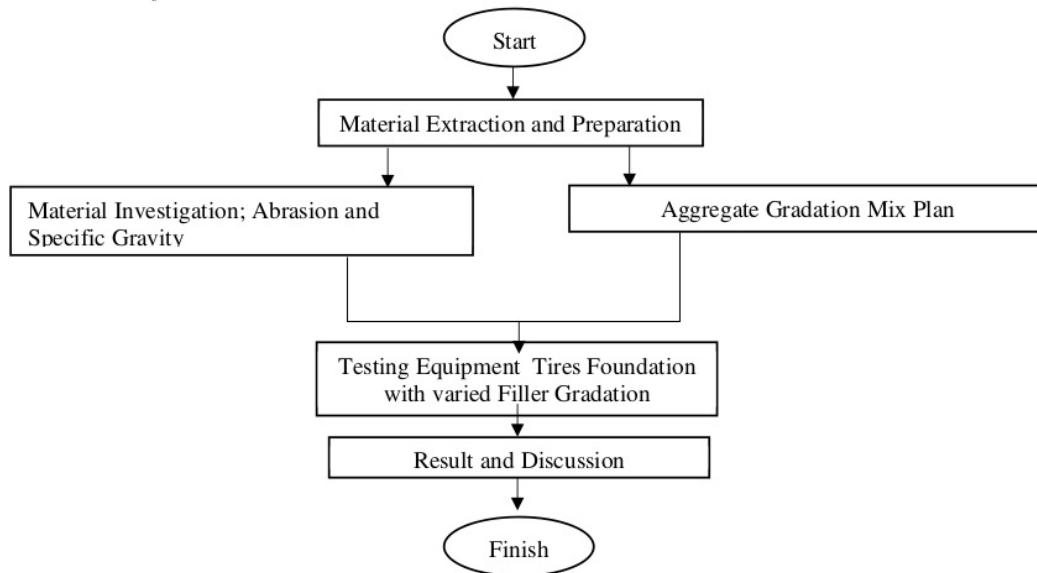 Start
Material Extraction and Preparation
Material Investigation; Abrasion and
Specific Gravity
Aggregate Gradation Mix Plan
Testing Equipment Tires Foundation
with varied Filler Gradation
Result and Discussion
Finish